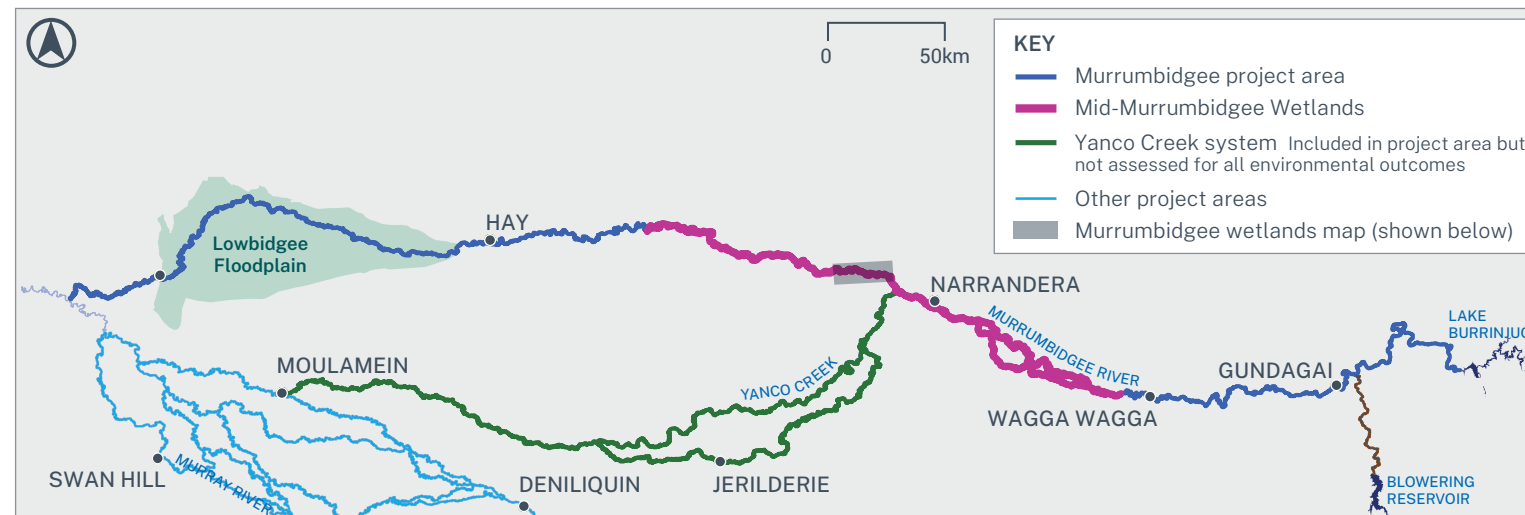 0 50km
KEY
Murrumbidgee project area
Mid-Murrumbidgee Wetlands
Yanco Creek system Included in project area but
not assessed for all environmental outcomes
Other project areas
Murrumbidgee wetlands map (shown below)
HAY
Lowbidgee
Floodplain
NARRANDERA
MURRUMBIDGEE RIVER
LAKE
MOULAMEIN
YANCO CREEK
GUNDAGAI
WAGGA WAGGA
SWAN HILL
MURRAY RIVER
DENILIQUIN
JERILDERIE
BLOWERING
RESERVOIR